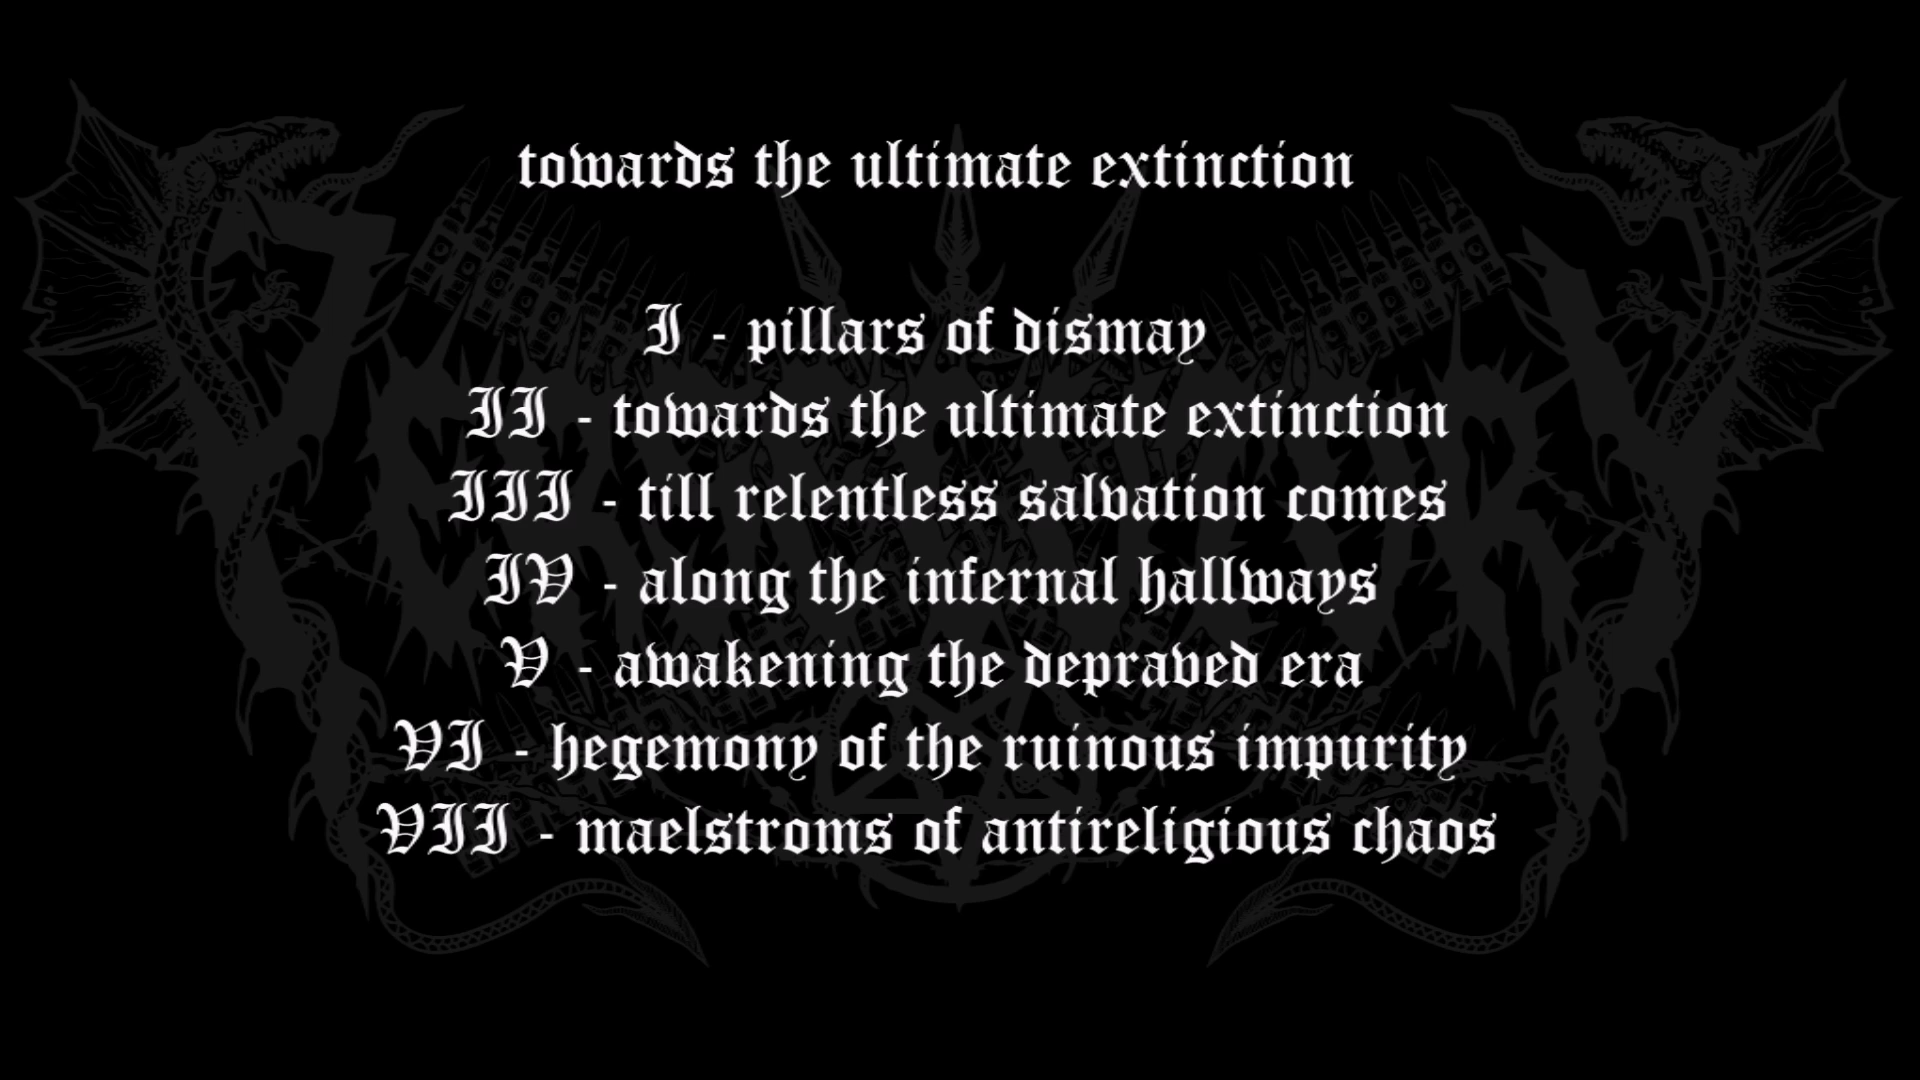 towards the ultimate extinction
I - pillars of dismay
II - towards the ultimate extinction
III - till relentless salvation comes
IV - along the infernal hallways
V - awakening the depraved era
VI - hegemony of the ruinous impurity
VII - maelstroms of antireligious chaos